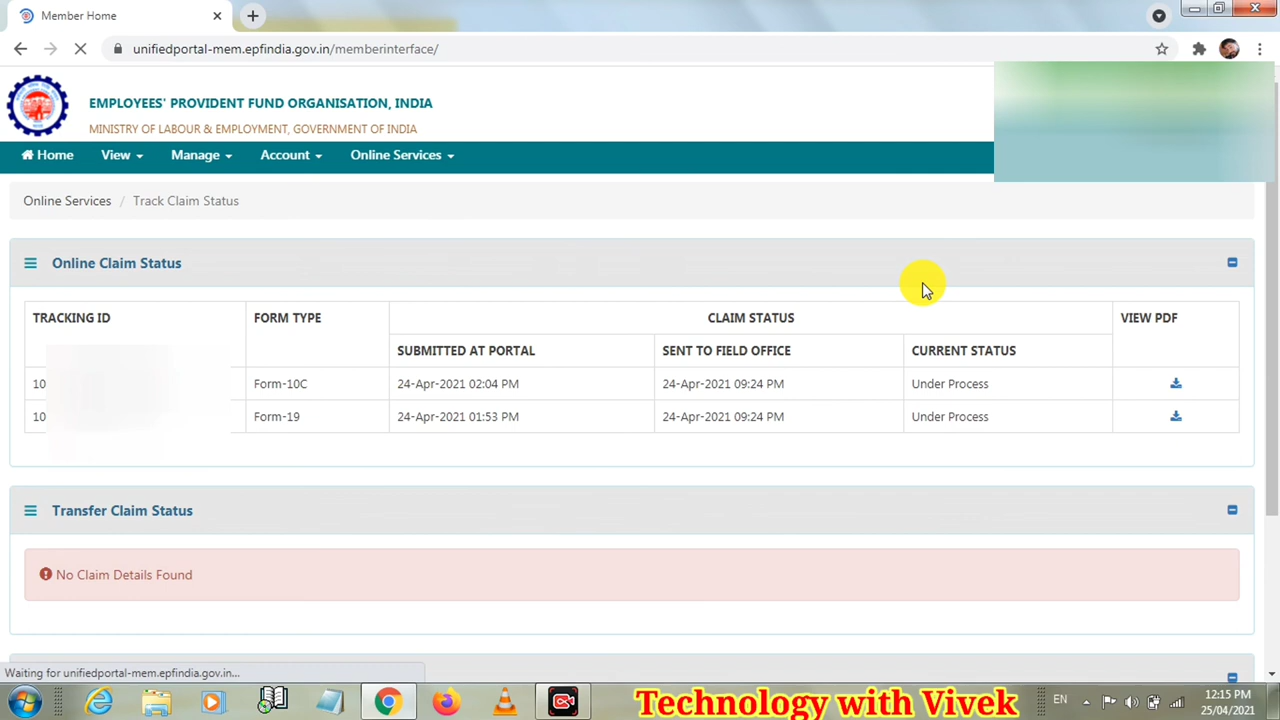 Member Home
unifiedportal-mem.epfindia.gov.in/memberinterface/
EMPLOYEES' PROVIDENT FUND ORGANISATION, INDIA
MINISTRY OF LABOUR & EMPLOYMENT, GOVERNMENT OF INDIA
Home View Manage Account Online Services
Online Services / Track Claim Status
Online Claim Status
TRACKING ID FORM TYPE CLAIM STATUS VIEW PDF
SUBMITTED AT PORTAL SENT TO FIELD OFFICE CURRENT STATUS
10 Form-10C 24-Apr-2021 02:04 PM 24-Apr-2021 09:24 PM Under Process
10 Form-19 24-Apr-2021 01:53 PM 24-Apr-2021 09:24 PM Under Process
Transfer Claim Status
No Claim Details Found
Waiting for unifiedportal-mem.epfindia.gov.in...
Technology with Vivek
EN
12:15 PM
25/04/2021